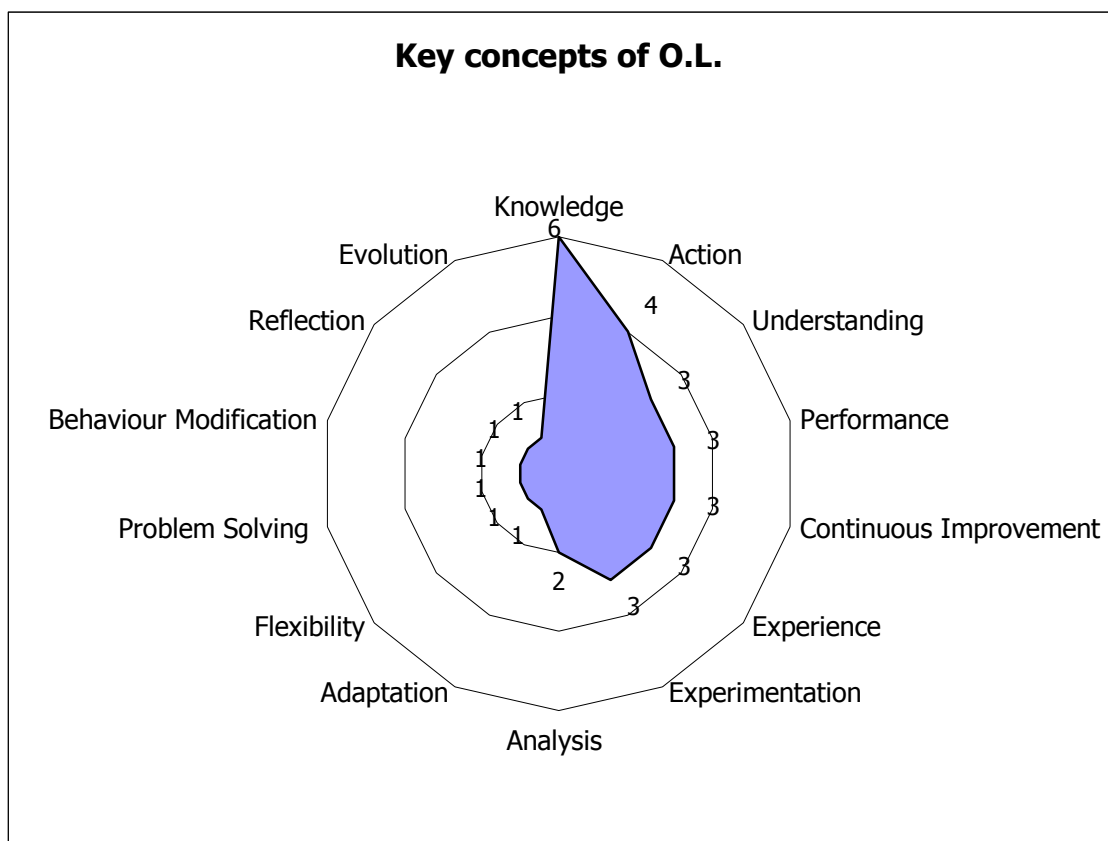 Key concepts of O.L.
Knowledge
6
Evolution
Action
4
Reflection
Understanding
3
1
1
Behaviour Modification
Performance
3
1
1
Problem Solving
Continuous Improvement
3
1
1
2
3
Flexibility
Experience
3
Adaptation
Experimentation
Analysis